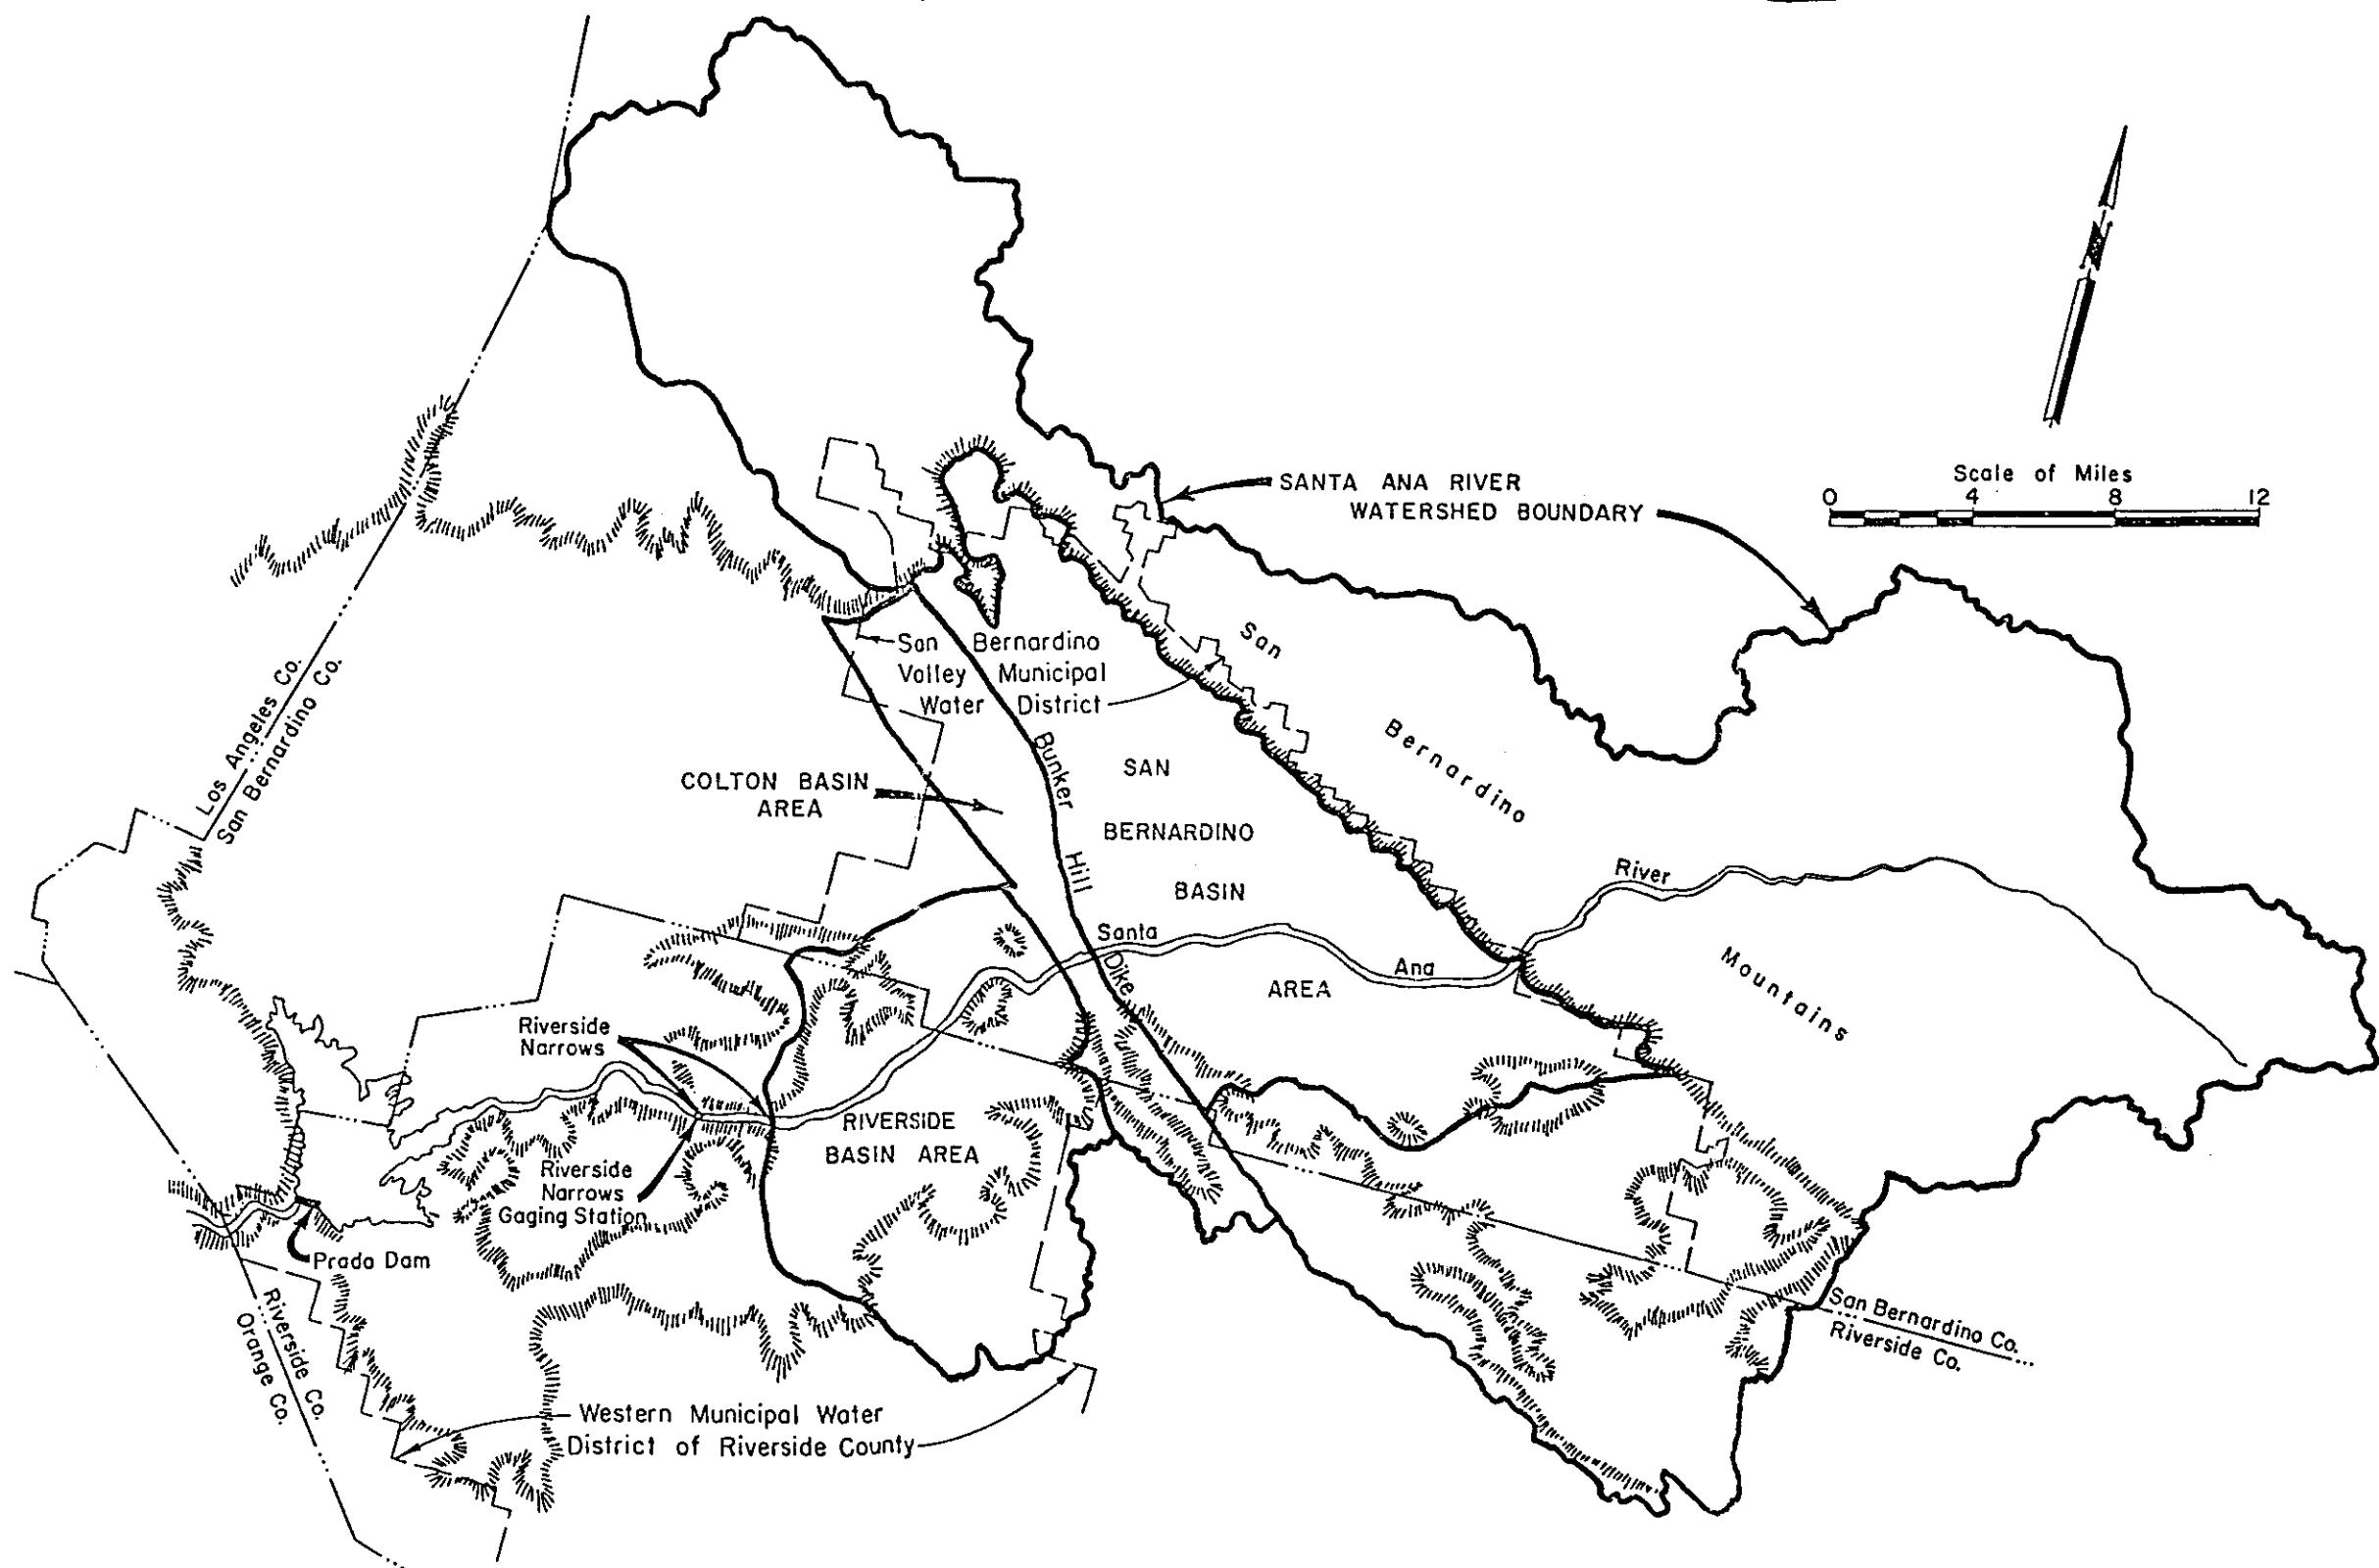 SANTA ANA RIVER
WATERSHED BOUNDARY
Scale of Miles
0 4 8 12
San Bernardino
Valley Municipal
Water District
San
Bernardino
Mountains
Los Angeles Co.
San Bernardino Co.
COLTON BASIN
AREA
Bunker
Hill
Dike
SAN
BERNARDINO
BASIN
AREA
Santa
Ana
River
Riverside
Narrows
RIVERSIDE
BASIN AREA
Riverside
Narrows
Gaging Station
Prado Dam
Riverside Co.
Orange Co.
San Bernardino Co.
Riverside Co.
Western Municipal Water
District of Riverside County